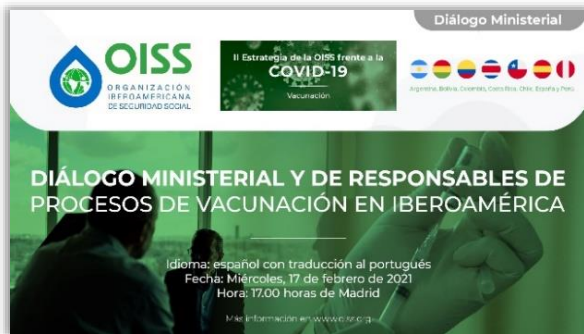 Diálogo Ministerial
OISS
ORGANIZACIÓN
IBEROAMERICANA
DE SEGURIDAD SOCIAL
II Estrategia de la OISS frente a la
COVID-19
Vacunación
Argentina, Bolivia, Colombia, Costa Rica, Chile, España y Perú
DIÁLOGO MINISTERIAL Y DE RESPONSABLES DE
PROCESOS DE VACUNACIÓN EN IBEROAMÉRICA
Idioma: español con traducción al portugués
Fecha: Miércoles, 17 de febrero de 2021
Hora: 17.00 horas de Madrid
Más información en www.oiss.org